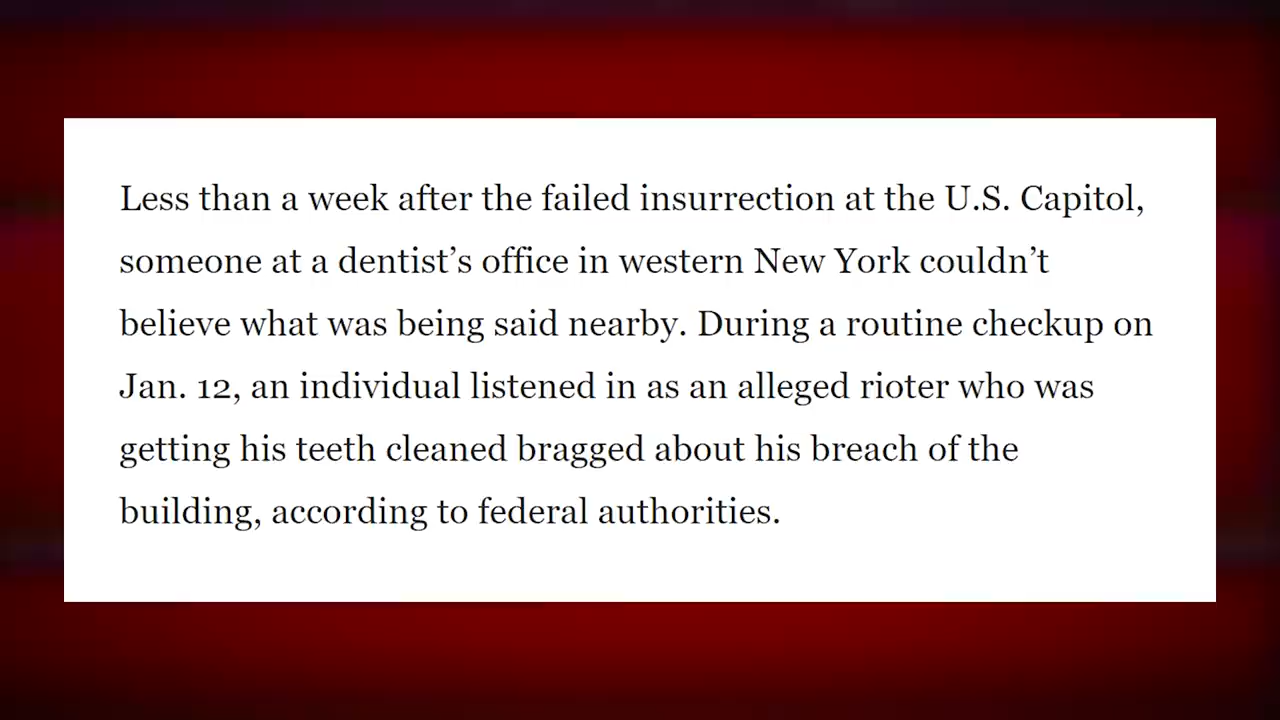 Less than a week after the failed insurrection at the U.S. Capitol,
someone at a dentist’s office in western New York couldn’t
believe what was being said nearby. During a routine checkup on
Jan. 12, an individual listened in as an alleged rioter who was
getting his teeth cleaned bragged about his breach of the
building, according to federal authorities.